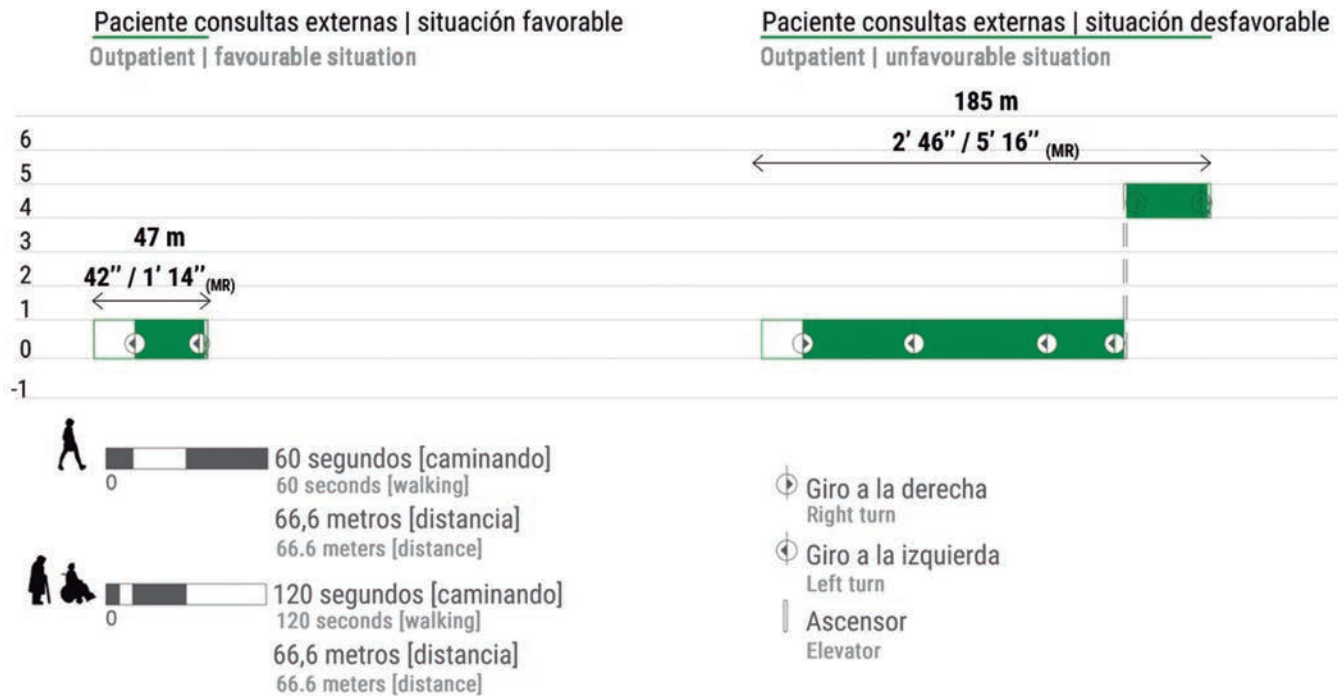 Paciente consultas externas | situación favorable
Outpatient | favourable situation
Paciente consultas externas | situación desfavorable
Outpatient | unfavourable situation
185 m
2’ 46’’ / 5’ 16’’ (MR)
6
5
4
3
2
1
0
-1
47 m
42’’ / 1’ 14’’ (MR)
0
60 segundos [caminando]
60 seconds [walking]
66,6 metros [distancia]
66.6 meters [distance]
0
120 segundos [caminando]
120 seconds [walking]
66,6 metros [distancia]
66.6 meters [distance]
Giro a la derecha
Right turn
Giro a la izquierda
Left turn
Ascensor
Elevator